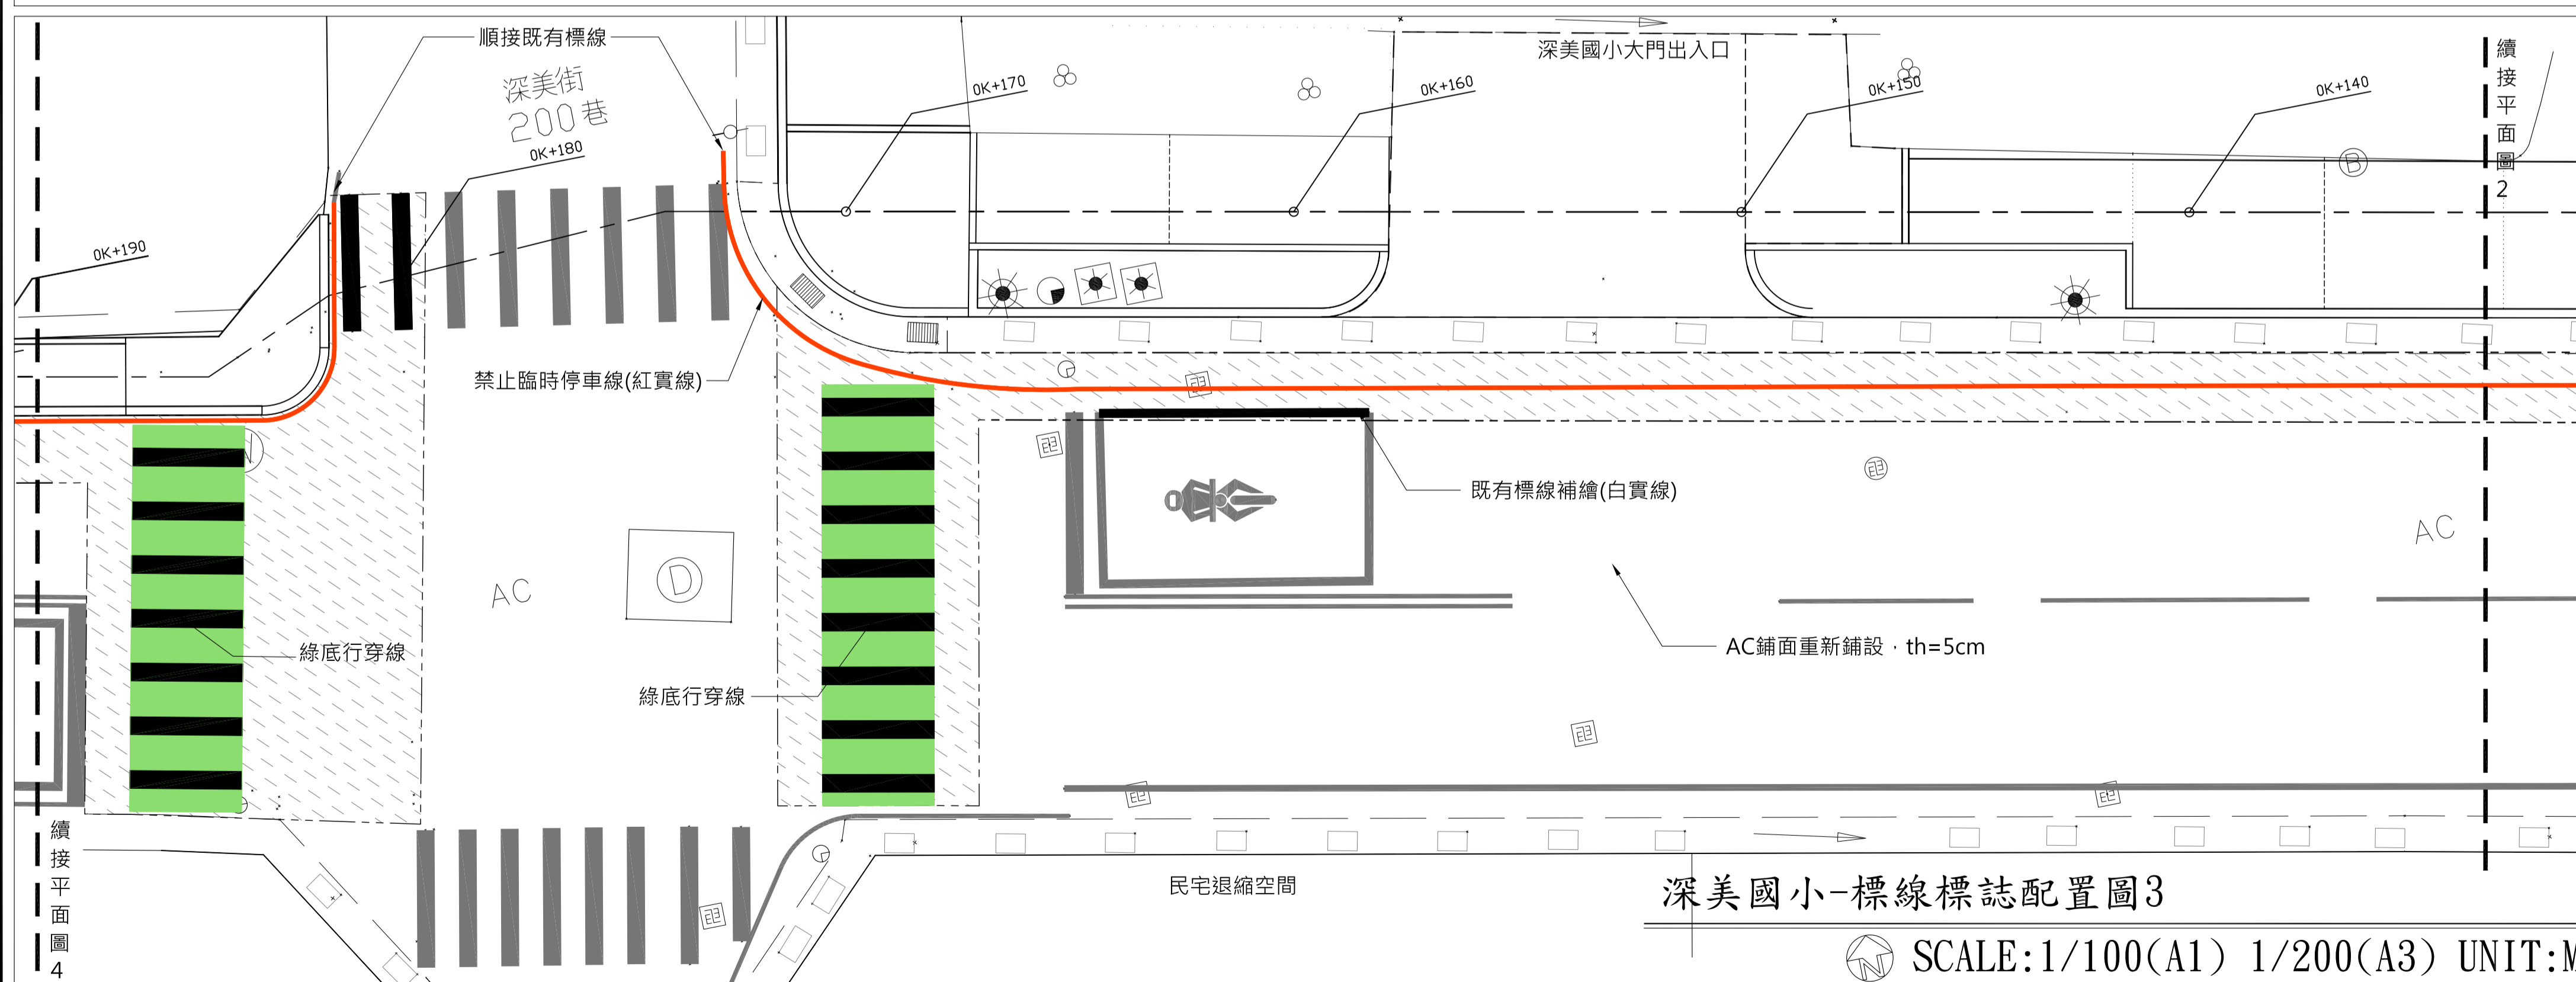 順接既有標線
深美街
200巷
0K+180
0K+190
0K+170
0K+160
深美國小大門出入口
0K+150
0K+140
續接平面圖2
B
禁止臨時停車線(紅實線)
既有標線補繪(白實線)
AC
AC
D
綠底行穿線
綠底行穿線
AC鋪面重新鋪設，th=5cm
續接平面圖4
民宅退縮空間
深美國小-標線標誌配置圖3
N
SCALE:1/100(A1) 1/200(A3) UNIT:M